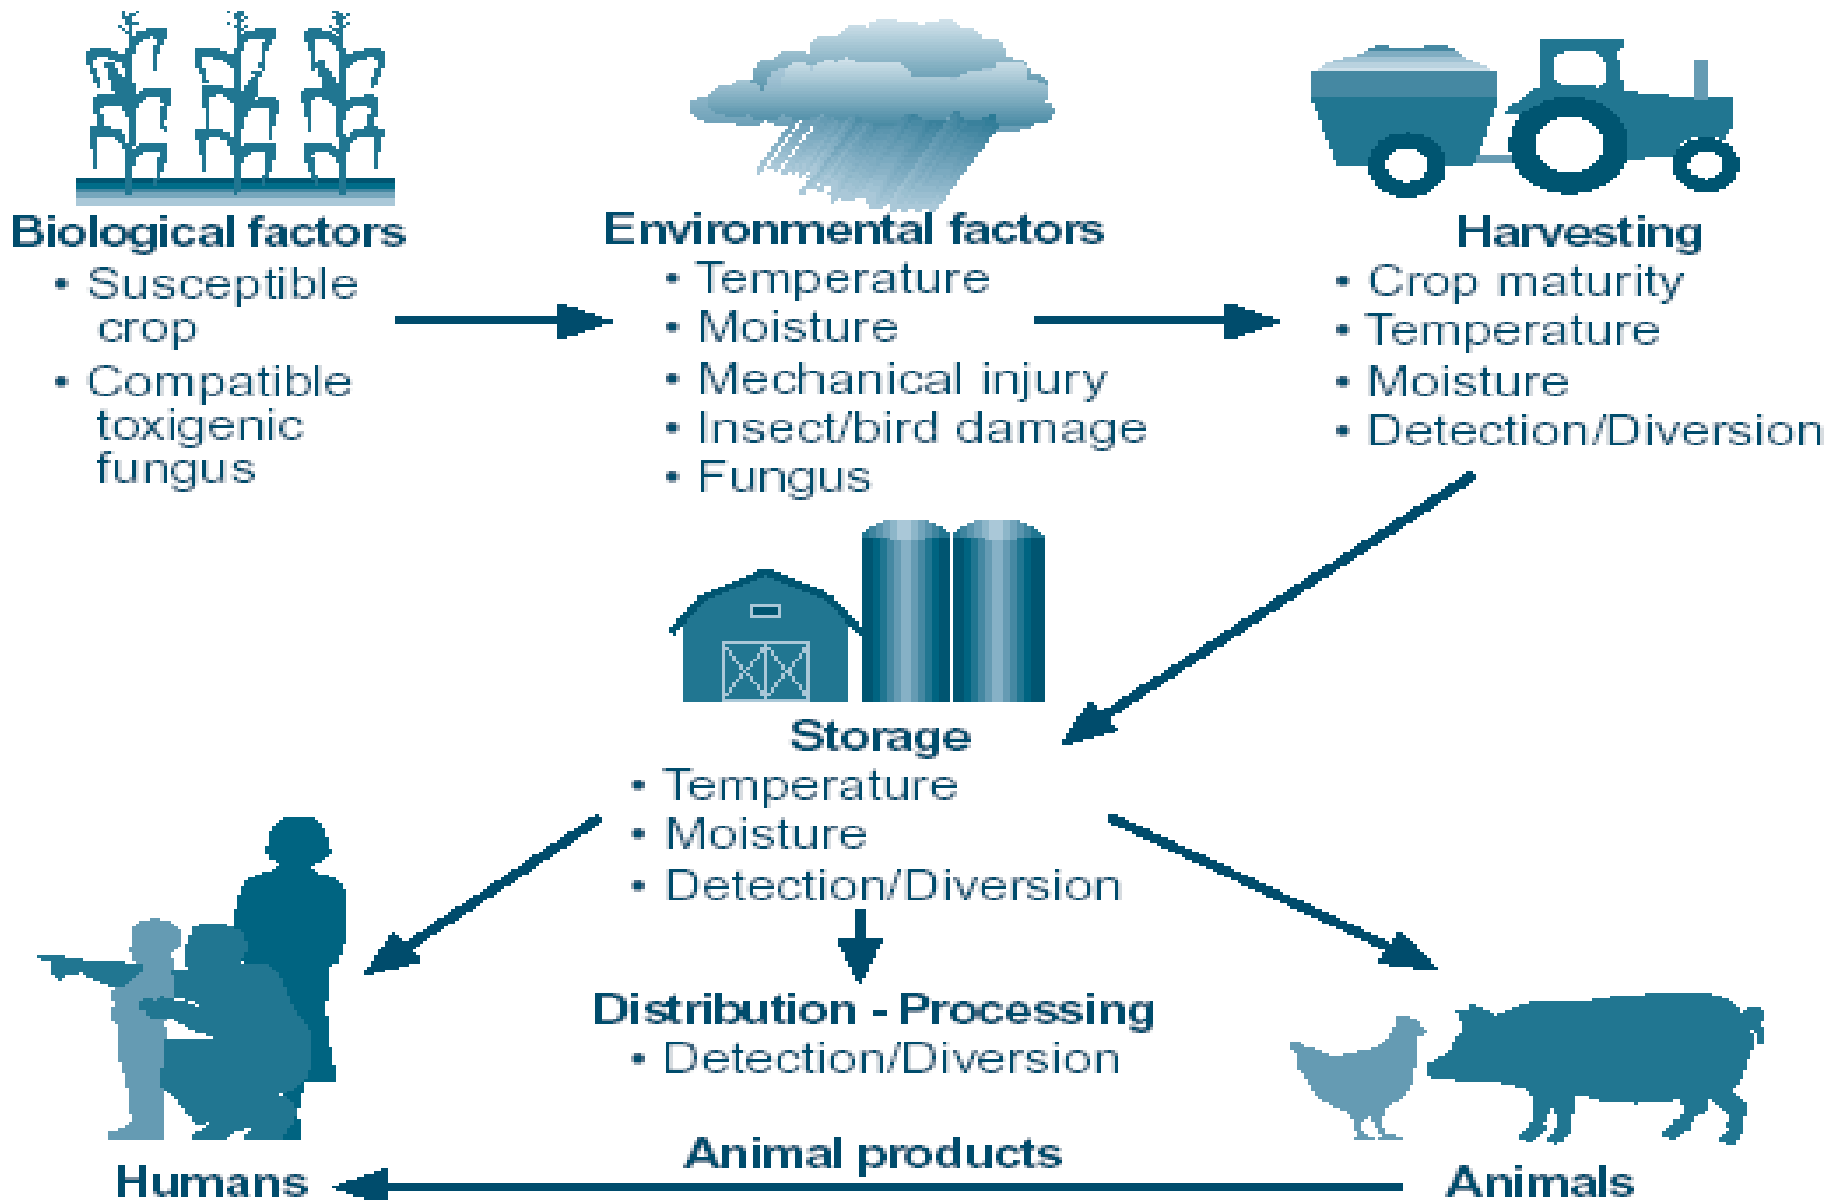 Biological factors
• Susceptible
crop
• Compatible
toxigenic
fungus
Environmental factors
• Temperature
• Moisture
• Mechanical injury
• Insect/bird damage
• Fungus
Harvesting
• Crop maturity
• Temperature
• Moisture
• Detection/Diversion
Storage
• Temperature
• Moisture
• Detection/Diversion
Distribution - Processing
• Detection/Diversion
Animal products
Humans
Animals